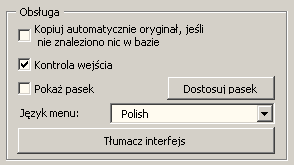 Obsługa
Kopiuj automatycznie oryginał, jeśli
nie znaleziono nic w bazie
Kontrola wejścia
Pokaż pasek
Dostosuj pasek
Język menu:
Polish
Tłumacz interfejs